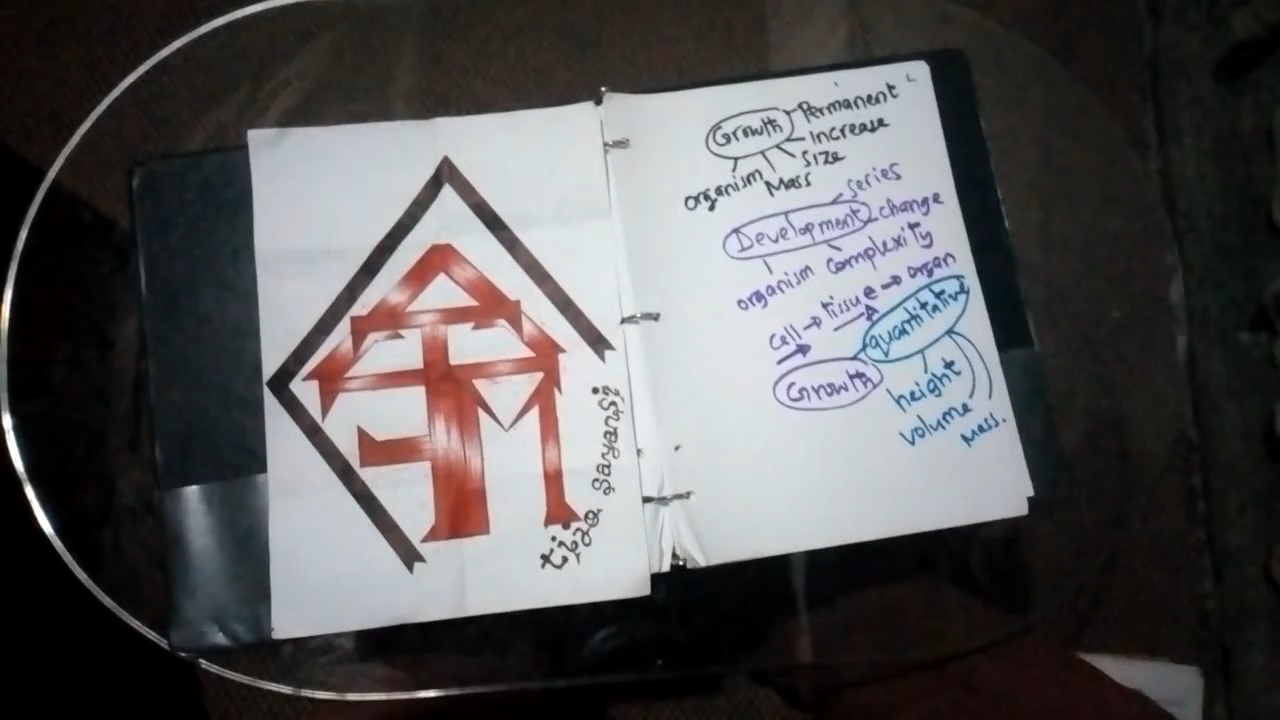 Growth
Permanent
Increase
Size
Mass
organism
Development
series
change
complexity
organism
cell → tissue → organ
Growth
quantitative
height
volume
Mass.